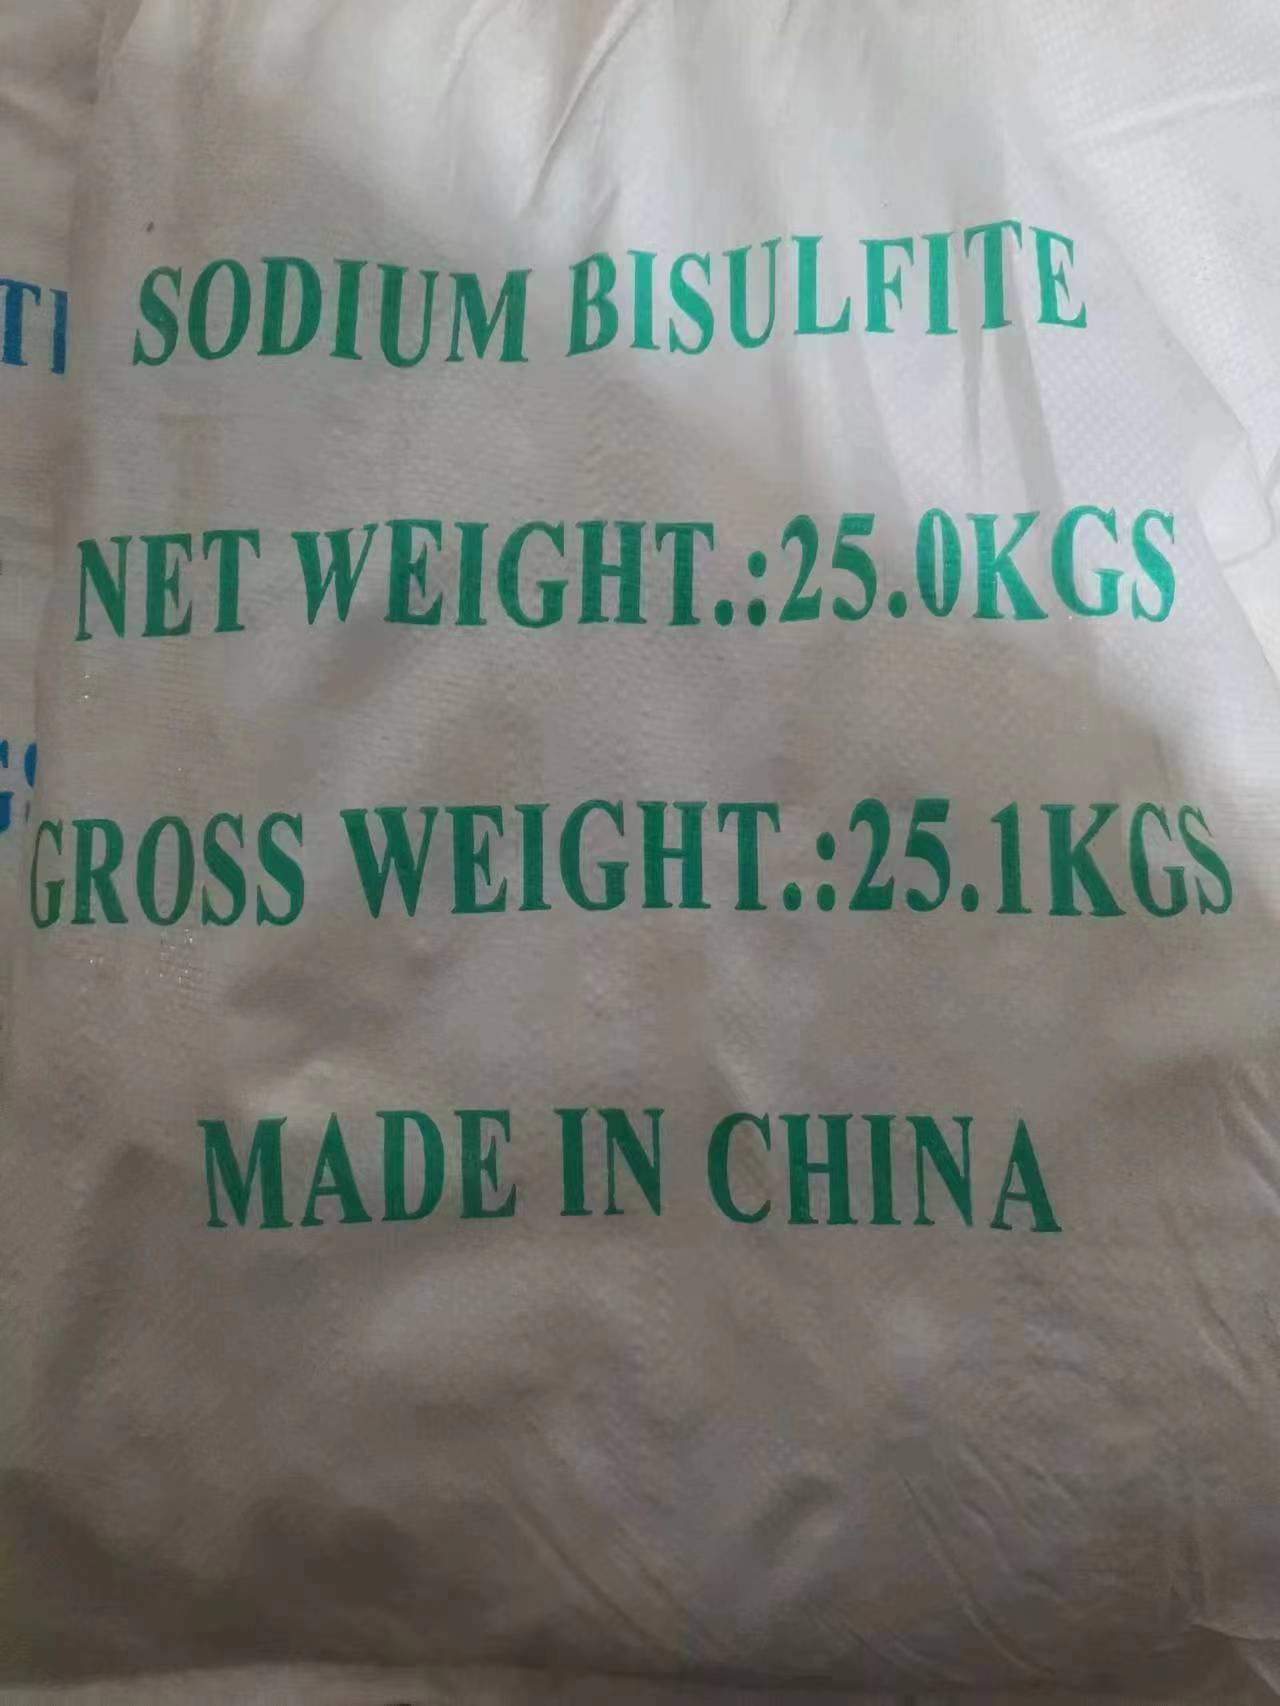 SODIUM BISULFITE
NET WEIGHT.:25.0KGS
GROSS WEIGHT.:25.1KGS
MADE IN CHINA